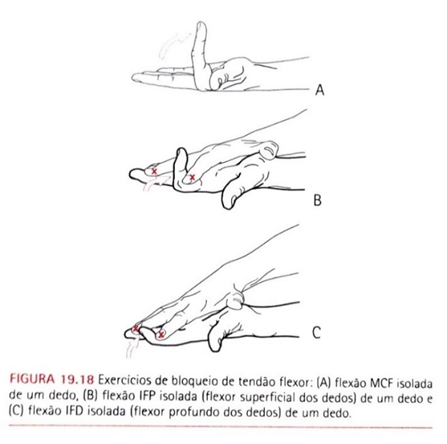 A
B
C
FIGURA 19.18 Exercícios de bloqueio de tendão flexor: (A) flexão MCF isolada
de um dedo, (B) flexão IFP isolada (flexor superficial dos dedos) de um dedo e
(C) flexão IFD isolada (flexor profundo dos dedos) de um dedo.